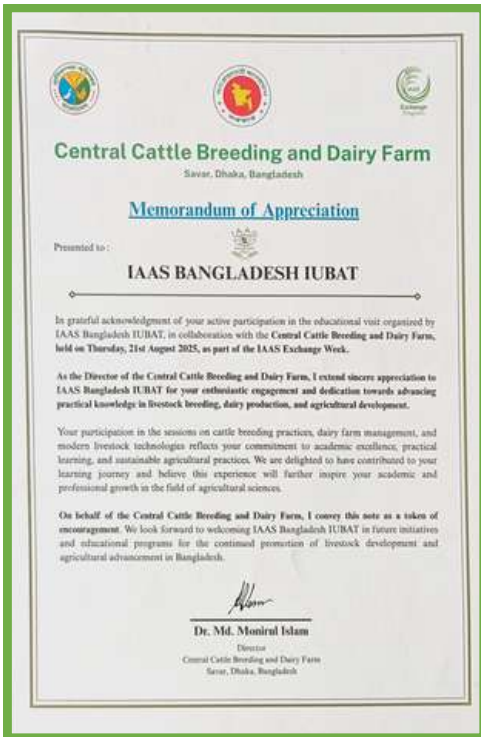 Exchange
Program
Central Cattle Breeding and Dairy Farm
Savar, Dhaka, Bangladesh
Memorandum of Appreciation
Presented to :
IAAS BANGLADESH IUBAT
In grateful acknowledgment of your active participation in the educational visit organized by
IAAS Bangladesh IUBAT, in collaboration with the Central Cattle Breeding and Dairy Farm,
held on Thursday, 21st August 2025, as part of the IAAS Exchange Week.
As the Director of the Central Cattle Breeding and Dairy Farm, I extend sincere appreciation to
IAAS Bangladesh IUBAT for your enthusiastic engagement and dedication towards advancing
practical knowledge in livestock breeding, dairy production, and agricultural development.
Your participation in the sessions on cattle breeding practices, dairy farm management, and
modern livestock technologies reflects your commitment to academic excellence, practical
learning, and sustainable agricultural practices. We are delighted to have contributed to your
learning journey and believe this experience will further inspire your academic and
professional growth in the field of agricultural sciences.
On behalf of the Central Cattle Breeding and Dairy Farm, I convey this note as a token of
encouragement. We look forward to welcoming IAAS Bangladesh IUBAT in future initiatives
and educational programs for the continued promotion of livestock development and
agricultural advancement in Bangladesh.
Dr. Md. Monirul Islam
Director
Central Cattle Breeding and Dairy Farm
Savar, Dhaka, Bangladesh